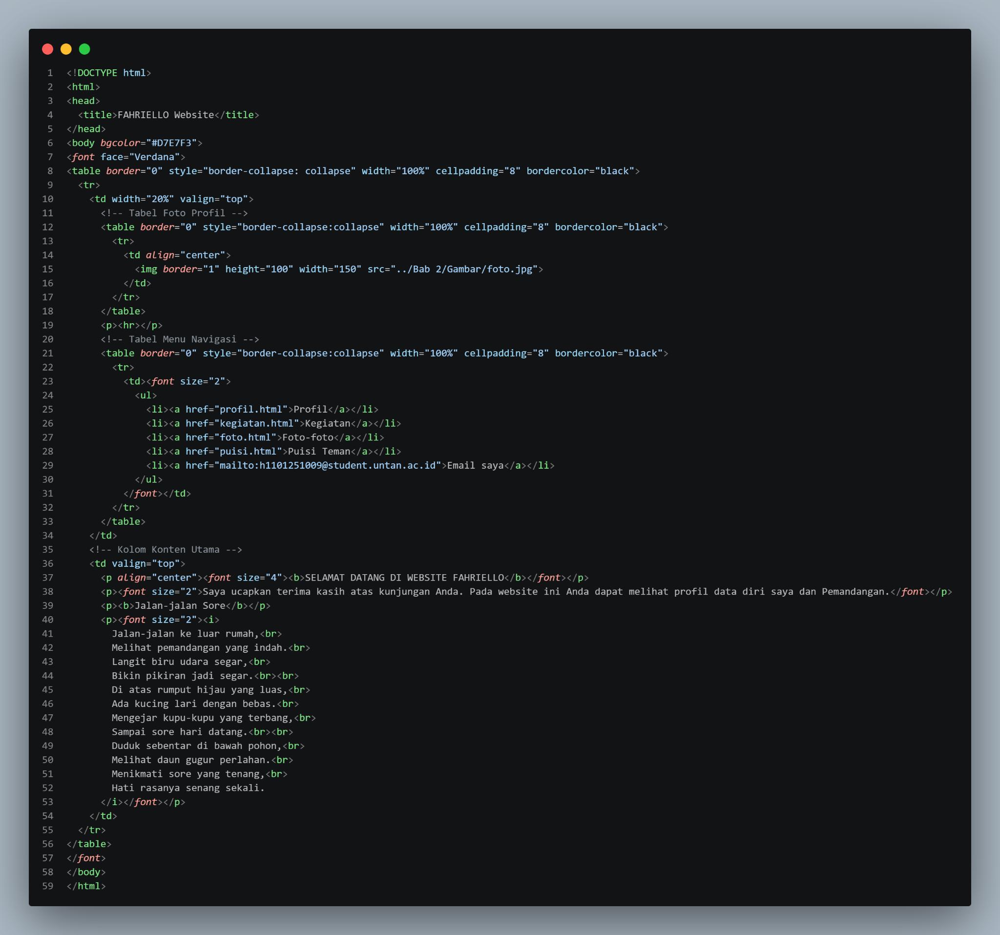 1 <!DOCTYPE html>
2 <html>
3 <head>
4   <title>FAHRIELLO Website</title>
5 </head>
6 <body bgcolor="#D7E7F3">
7 <font face="Verdana">
8 <table border="0" style="border-collapse: collapse" width="100%" cellpadding="8" bordercolor="black">
9   <tr>
10     <td width="20%" valign="top">
11       <!-- Tabel Foto Profil -->
12       <table border="0" style="border-collapse:collapse" width="100%" cellpadding="8" bordercolor="black">
13         <tr>
14           <td align="center">
15             <img border="1" height="100" width="150" src="../Bab 2/Gambar/foto.jpg">
16           </td>
17         </tr>
18       </table>
19       <p><hr></p>
20       <!-- Tabel Menu Navigasi -->
21       <table border="0" style="border-collapse:collapse" width="100%" cellpadding="8" bordercolor="black">
22         <tr>
23           <td><font size="2">
24             <ul>
25               <li><a href="profil.html">Profil</a></li>
26               <li><a href="kegiatan.html">Kegiatan</a></li>
27               <li><a href="foto.html">Foto-foto</a></li>
28               <li><a href="puisi.html">Puisi Teman</a></li>
29               <li><a href="mailto:h1101251009@student.untan.ac.id">Email saya</a></li>
30             </ul>
31           </font></td>
32         </tr>
33       </table>
34     </td>
35     <!-- Kolom Konten Utama -->
36     <td valign="top">
37       <p align="center"><font size="4"><b>SELAMAT DATANG DI WEBSITE FAHRIELLO</b></font></p>
38       <p><font size="2">Saya ucapkan terima kasih atas kunjungan Anda. Pada website ini Anda dapat melihat profil data diri saya dan Pemandangan.</font></p>
39       <p><b>Jalan-jalan Sore</b></p>
40       <p><font size="2"><i>
41         Jalan-jalan ke luar rumah,<br>
42         Melihat pemandangan yang indah.<br>
43         Langit biru udara segar,<br>
44         Bikin pikiran jadi segar.<br><br>
45         Di atas rumput hijau yang luas,<br>
46         Ada kucing lari dengan bebas.<br>
47         Mengejar kupu-kupu yang terbang,<br>
48         Sampai sore hari datang.<br><br>
49         Duduk sebentar di bawah pohon,<br>
50         Melihat daun gugur perlahan.<br>
51         Menikmati sore yang tenang,<br>
52         Hati rasanya senang sekali.
53       </i></font></p>
54     </td>
55   </tr>
56 </table>
57 </font>
58 </body>
59 </html>